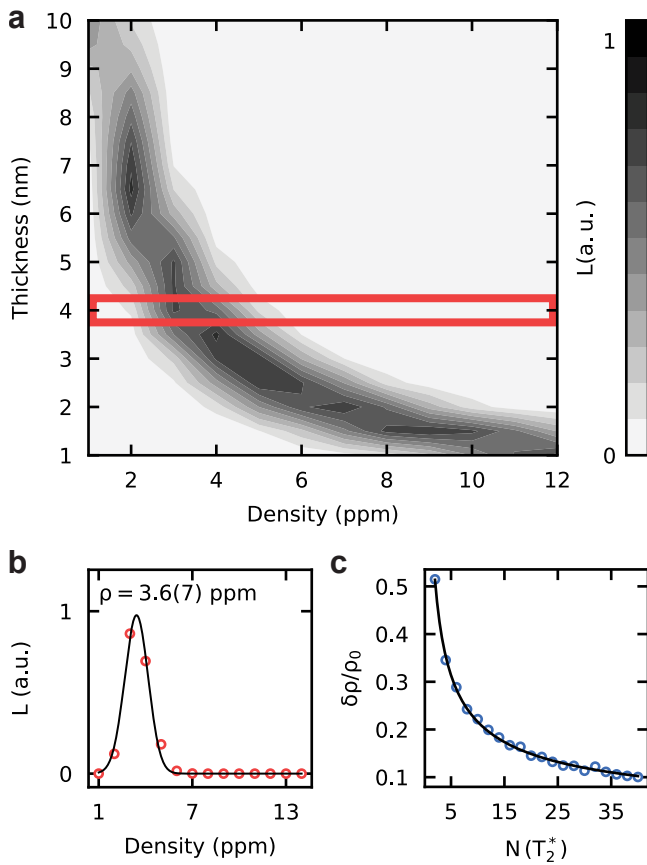 a
10
9
8
7
6
5
4
3
2
1
Thickness (nm)
2
4
6
8
10
12
Density (ppm)
1
L(a. u.)
0
b
ρ = 3.6(7) ppm
1
L (a.u.)
0
1
7
13
Density (ppm)
c
0.5
0.4
0.3
0.2
0.1
δρ/ρ₀
5
15
25
35
N (T₂*)